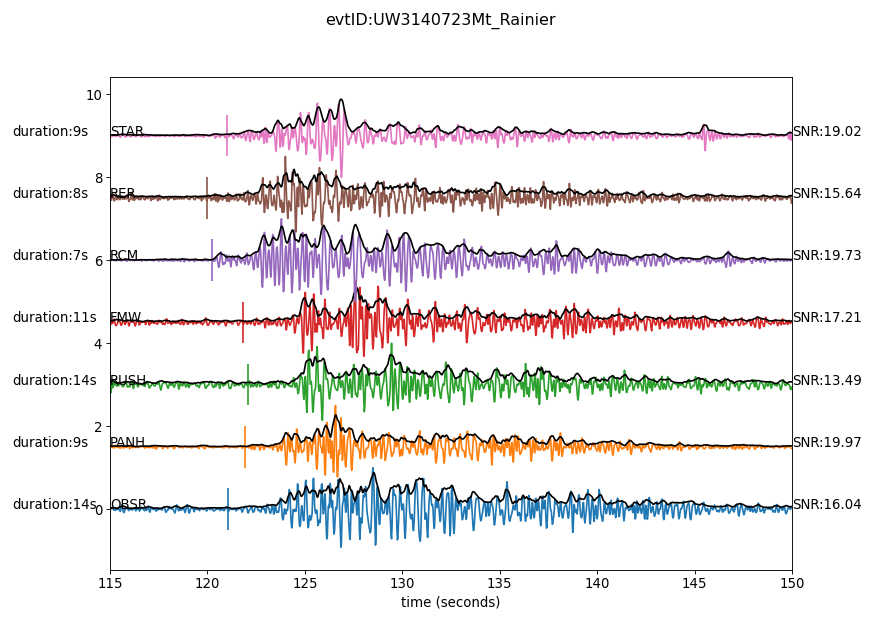 evtID:UW3140723Mt_Rainier
10
duration:9s STAR SNR:19.02
8
duration:8s RER SNR:15.64
duration:7s RCM SNR:19.73
6
duration:11s EMW SNR:17.21
4
duration:14s RUSH SNR:13.49
2
duration:9s PANH SNR:19.97
duration:14s OBSR SNR:16.04
0
115 120 125 130 135 140 145 150
time (seconds)